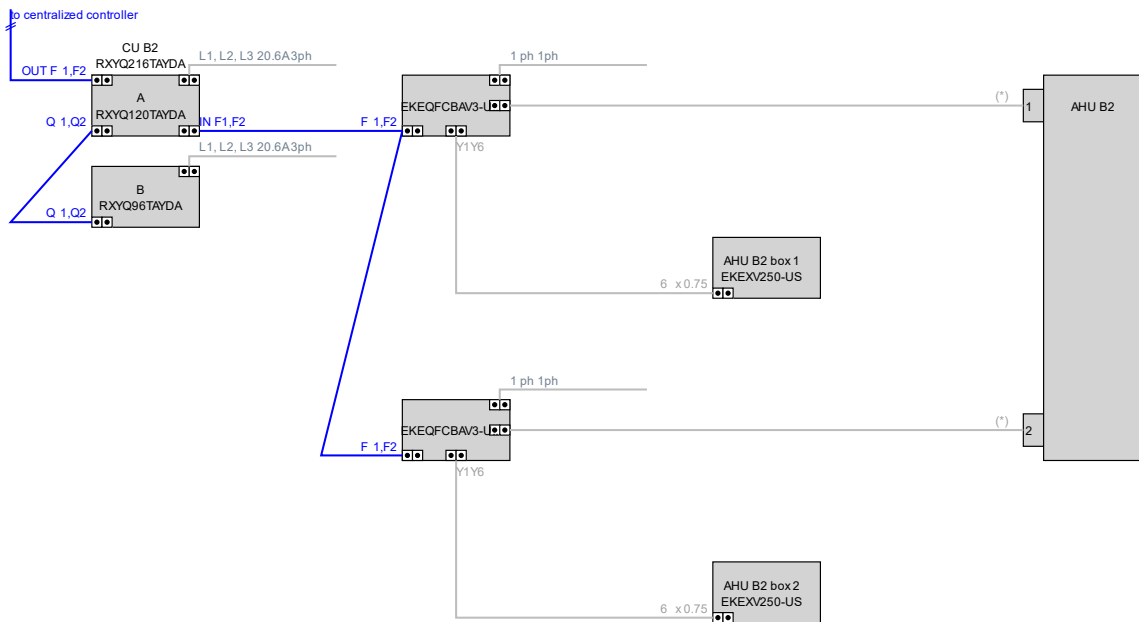 to centralized controller
CU B2
RXYQ216TAYDA
L1, L2, L3 20.6A3ph
1 ph 1ph
OUT F 1,F2
A
RXYQ120TAYDA
EKEQFCBAV3-U
(*)
1
AHU B2
Q 1,Q2
IN F1,F2
F 1,F2
Y1Y6
L1, L2, L3 20.6A3ph
B
RXYQ96TAYDA
Q 1,Q2
AHU B2 box 1
EKEXV250-US
6 x 0.75
1 ph 1ph
EKEQFCBAV3-U
(*)
2
F 1,F2
Y1Y6
AHU B2 box 2
EKEXV250-US
6 x 0.75